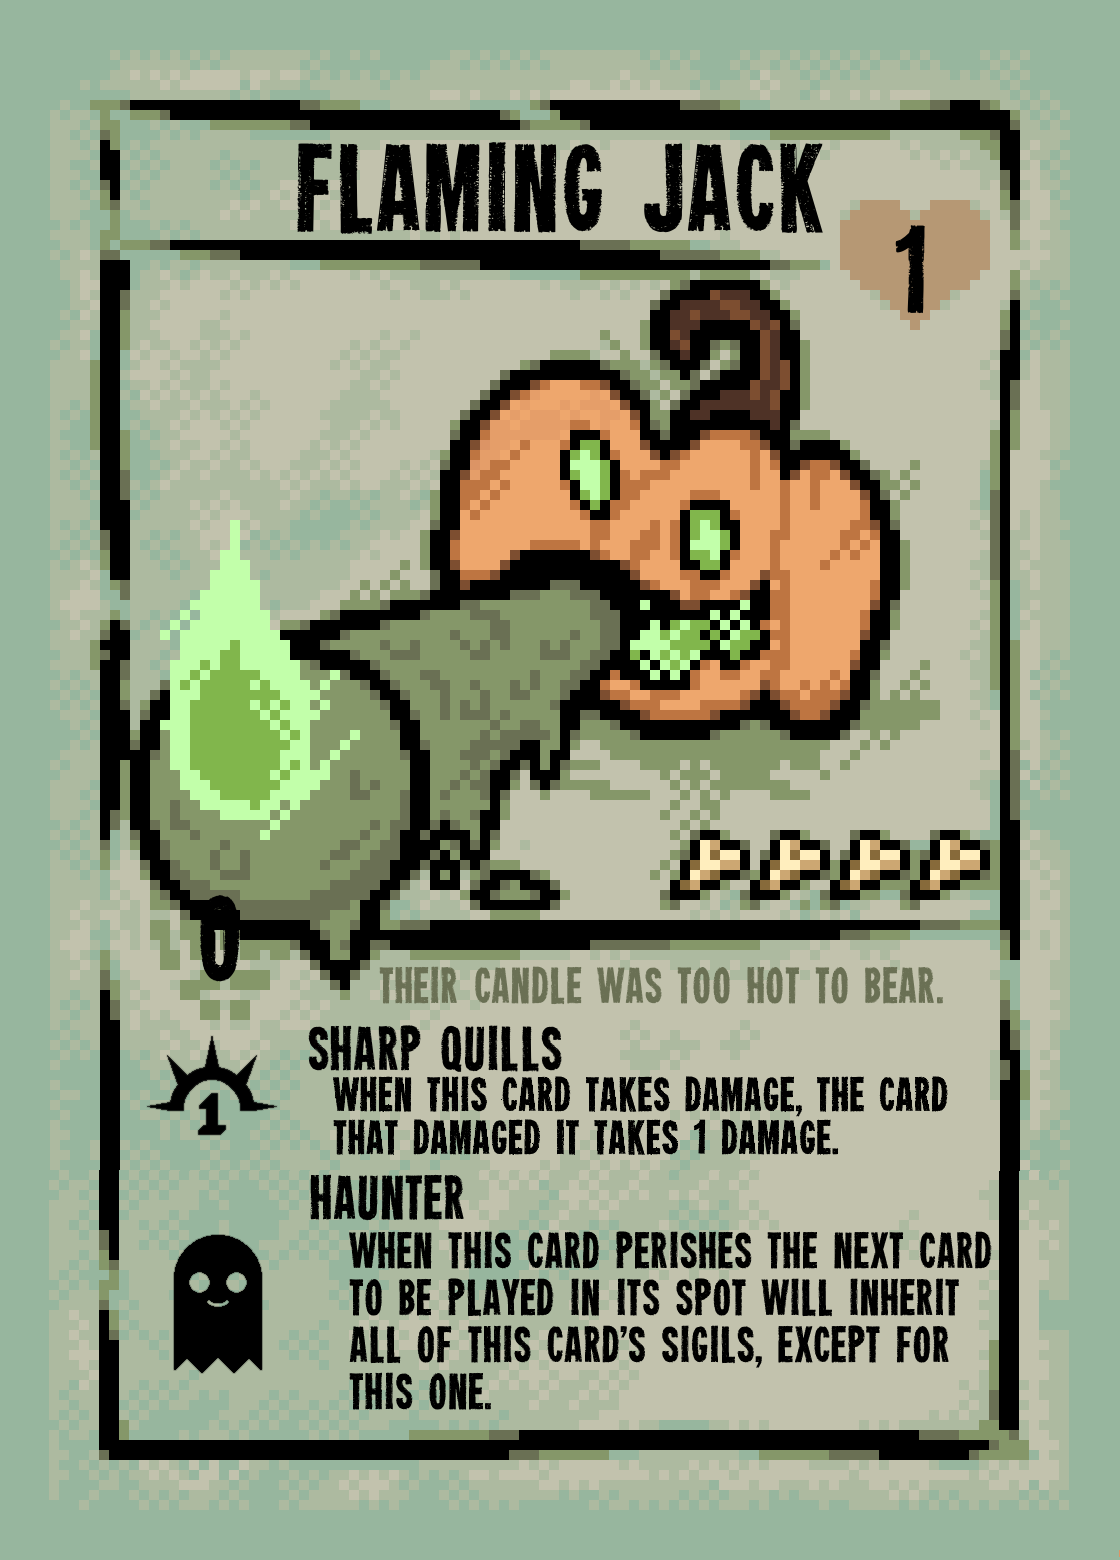 FLAMING JACK
1
0
THEIR CANDLE WAS TOO HOT TO BEAR.
SHARP QUILLS
1
WHEN THIS CARD TAKES DAMAGE, THE CARD
THAT DAMAGED IT TAKES 1 DAMAGE.
HAUNTER
WHEN THIS CARD PERISHES THE NEXT CARD
TO BE PLAYED IN ITS SPOT WILL INHERIT
ALL OF THIS CARD'S SIGILS, EXCEPT FOR
THIS ONE.